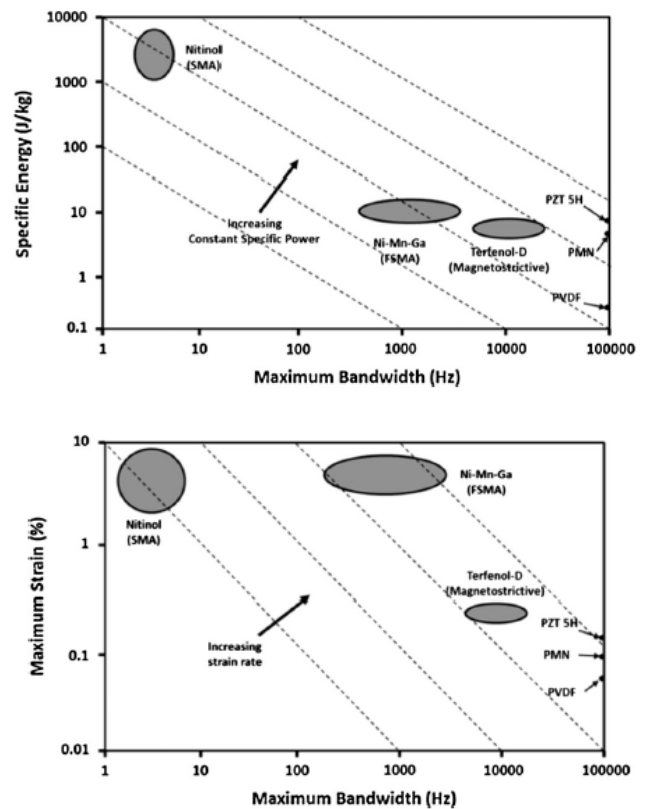 10000
1000
100
10
1
0.1
Specific Energy (J/kg)
Nitinol
(SMA)
Increasing
Constant Specific Power
Ni-Mn-Ga
(FSMA)
Terfenol-D
(Magnetostrictive)
PZT 5H
PMN
PVDF
1
10
100
1000
10000
100000
Maximum Bandwidth (Hz)
10
1
0.1
0.01
Maximum Strain (%)
Nitinol
(SMA)
Ni-Mn-Ga
(FSMA)
Increasing
strain rate
Terfenol-D
(Magnetostrictive)
PZT 5H
PMN
PVDF
1
10
100
1000
10000
100000
Maximum Bandwidth (Hz)